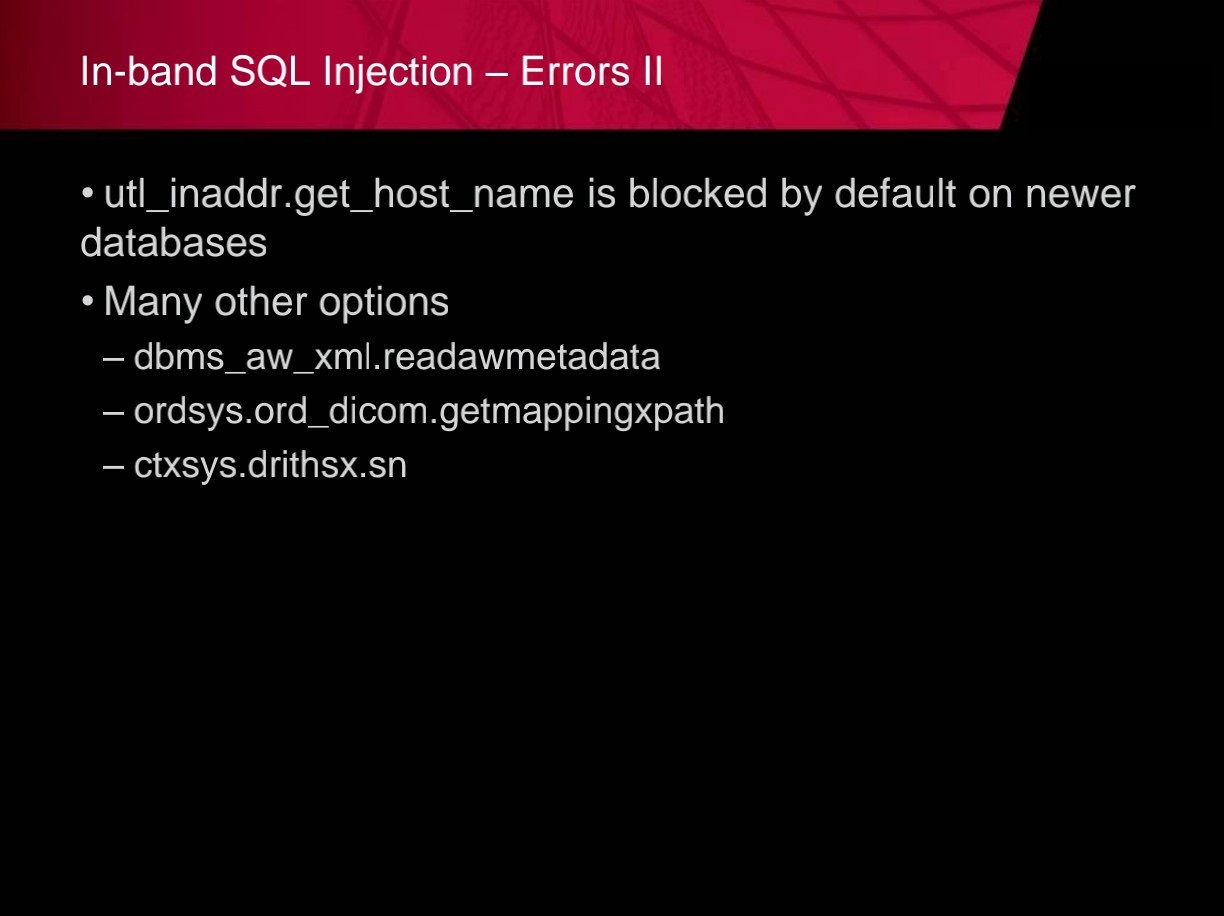 In-band SQL Injection – Errors II
• utl_inaddr.get_host_name is blocked by default on newer
databases
• Many other options
– dbms_aw_xml.readawmetadata
– ordsys.ord_dicom.getmappingxpath
– ctxsys.drithsx.sn